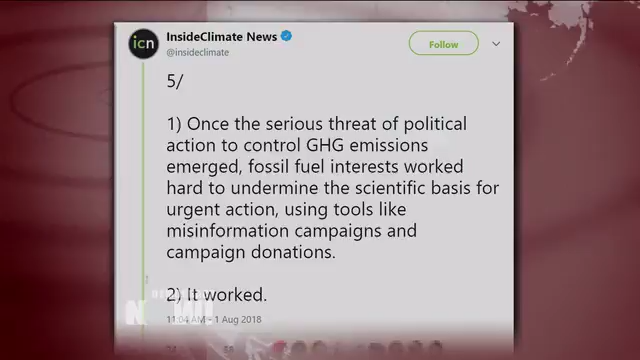 icn
InsideClimate News
@insideclimate
Follow
5/
1) Once the serious threat of political
action to control GHG emissions
emerged, fossil fuel interests worked
hard to undermine the scientific basis for
urgent action, using tools like
misinformation campaigns and
campaign donations.
2) It worked.
11:04 AM - 1 Aug 2018